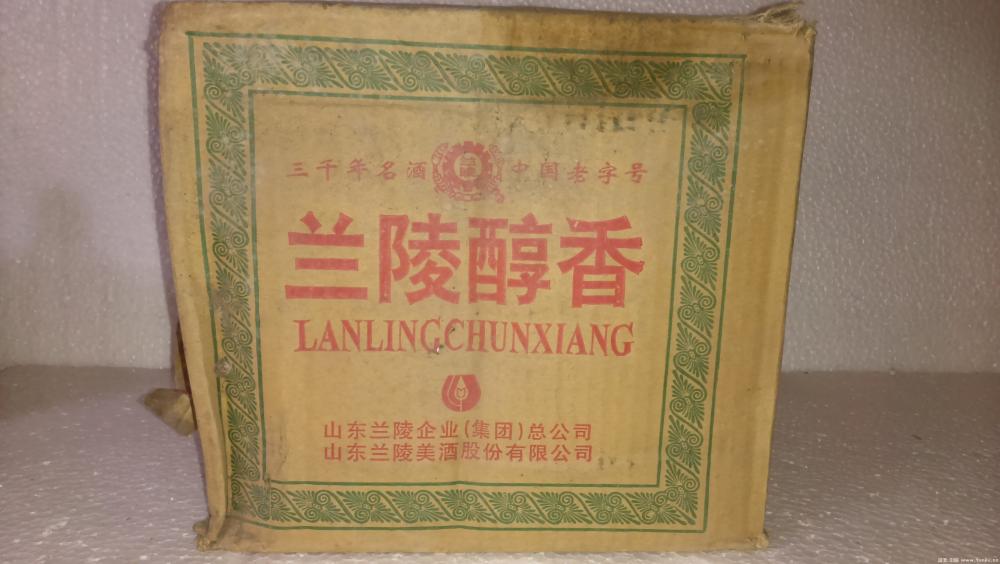 三千年名酒 兰陵 中国老字号
兰陵醇香
LANLINGCHUNXIANG
山东兰陵企业(集团)总公司
山东兰陵美酒股份有限公司